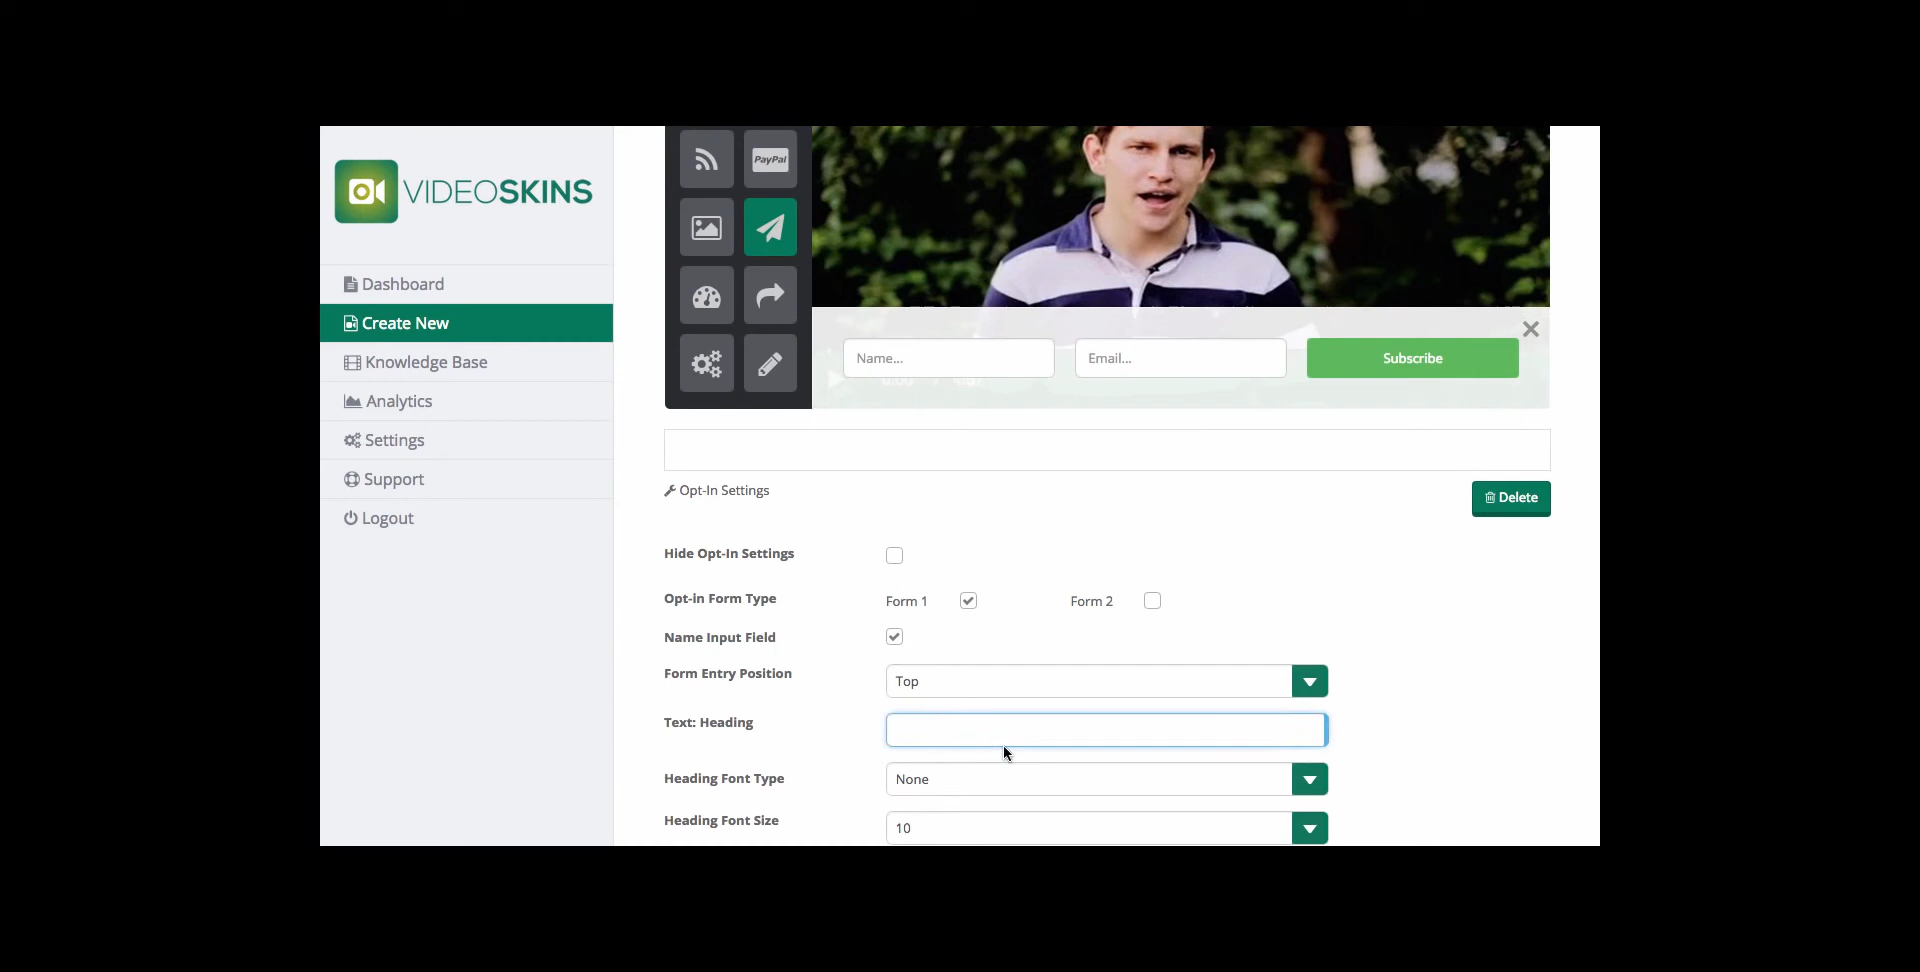 VIDEOSKINS
Dashboard
Create New
Knowledge Base
Analytics
Settings
Support
Logout
PayPal
Name...
Email...
Subscribe
Opt-In Settings
Delete
Hide Opt-In Settings
Opt-in Form Type
Form 1
Form 2
Name Input Field
Form Entry Position
Top
Text: Heading
Heading Font Type
None
Heading Font Size
10